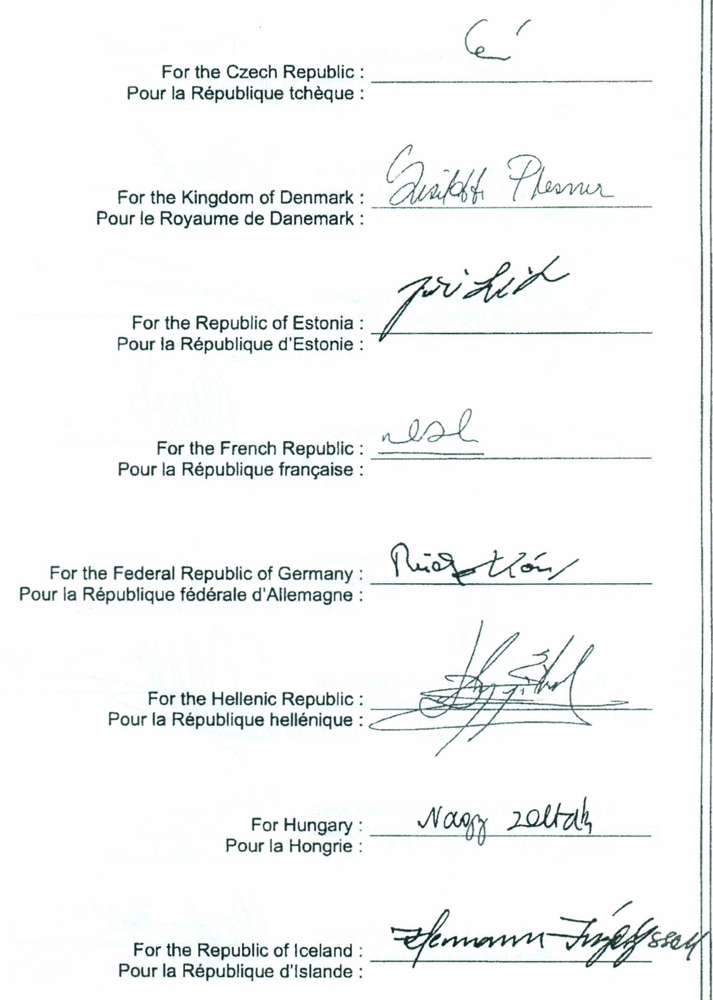 For the Czech Republic :
Pour la République tchèque :
Plesner
For the Kingdom of Denmark :
Pour le Royaume de Danemark :
For the Republic of Estonia :
Pour la République d'Estonie :
For the French Republic :
Pour la République française :
For the Federal Republic of Germany :
Pour la République fédérale d'Allemagne :
For the Hellenic Republic :
Pour la République hellénique :
For Hungary : Nagy
Pour la Hongrie :
Hermann
For the Republic of Iceland :
Pour la République d'Islande :